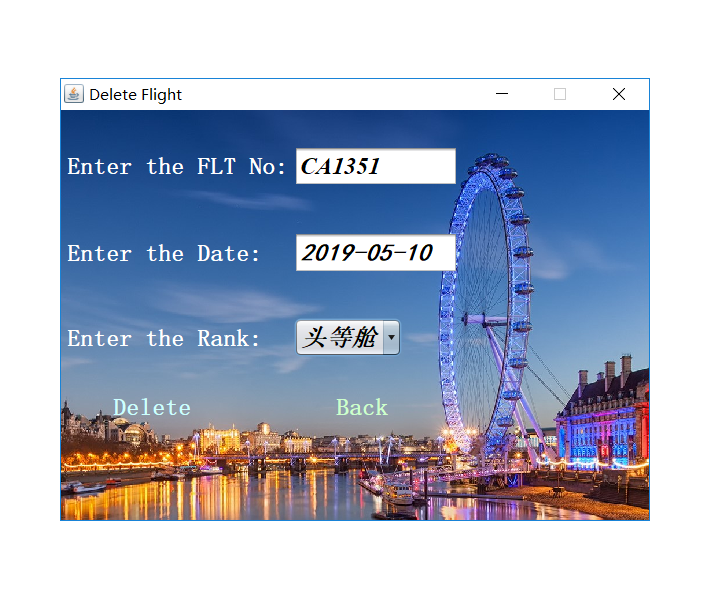 Delete Flight
Enter the FLT No: CA1351
Enter the Date: 2019-05-10
Enter the Rank: 头等舱
Delete Back